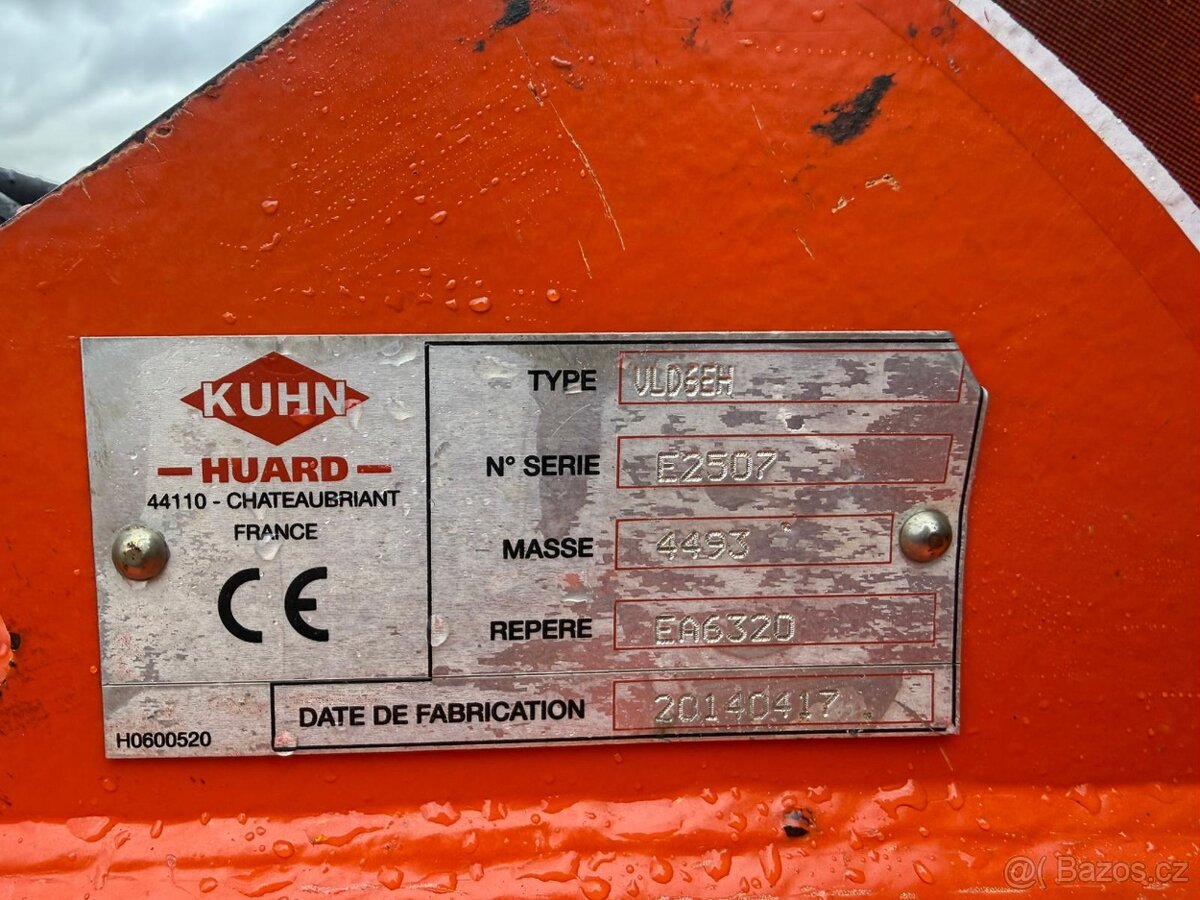 KUHN
HUARD
44110 - CHATEAUBRIANT
FRANCE
CE
TYPE VLD6EH
N° SERIE E2507
MASSE 4493
REPERE EA6320
DATE DE FABRICATION 20140417
H0600520
@( Bazos.cz